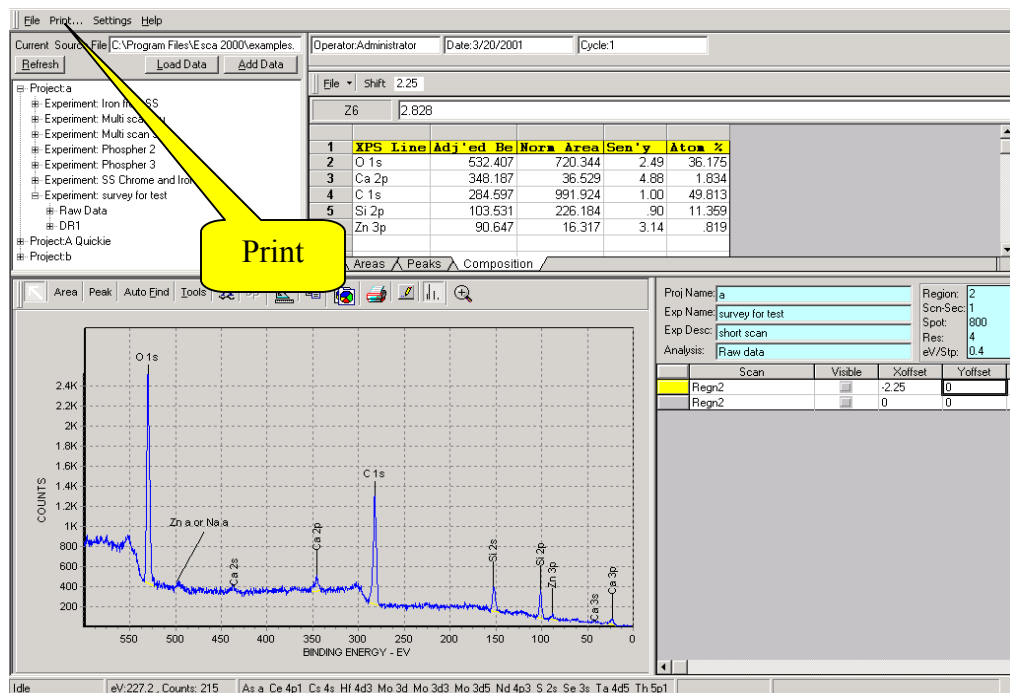 File Print... Settings Help
Current Source File C:\Program Files\Esca 2000\examples.
Refresh Load Data Add Data
Project:a
Experiment: Iron from SS
Experiment: Multi scan
Experiment: Multi scan S
Experiment: Phospher 2
Experiment: Phospher 3
Experiment: SS Chrome and Iron
Experiment: survey for test
Raw Data
DR1
Project:A Quickie
Project:b
Print
Operator:Administrator Date:3/20/2001 Cycle:1
File Shift 2.25
Z6 2.828
1 XPS Line Adj'ed Be Norm Area Sen'y Atom %
2 O 1s 532.407 720.344 2.49 36.175
3 Ca 2p 348.187 36.529 4.88 1.834
4 C 1s 284.597 991.924 1.00 49.813
5 Si 2p 103.531 226.184 .90 11.359
Zn 3p 90.647 16.317 3.14 .819
Areas Peaks Composition
Area Peak Auto Find Tools
O 1s
C 1s
Zn a or Na a
Ca 2s
Ca 2p
Si 2s
Si 2p
Zn 3p
Ca 3s
Ca 3p
COUNTS
2.4K
2.2K
2K
1.8K
1.6K
1.4K
1.2K
1K
800
600
400
200
550 500 450 400 350 300 250 200 150 100 50 0
BINDING ENERGY - EV
Proj Name: a
Exp Name: survey for test
Exp Desc: short scan
Analysis: Raw data
Region: 2
Scn-Sec: 1
Spot: 800
Res: 4
eV/Stp: 0.4
Scan Visible Xoffset Yoffset
Regn2 -2.25 0
Regn2 0 0
Idle eV:227.2 , Counts: 215 As a Ce 4p1 Cs 4s Hf 4d3 Mo 3d Mo 3d3 Mo 3d5 Nd 4p3 S 2s Se 3s Ta 4d5 Th 5p1